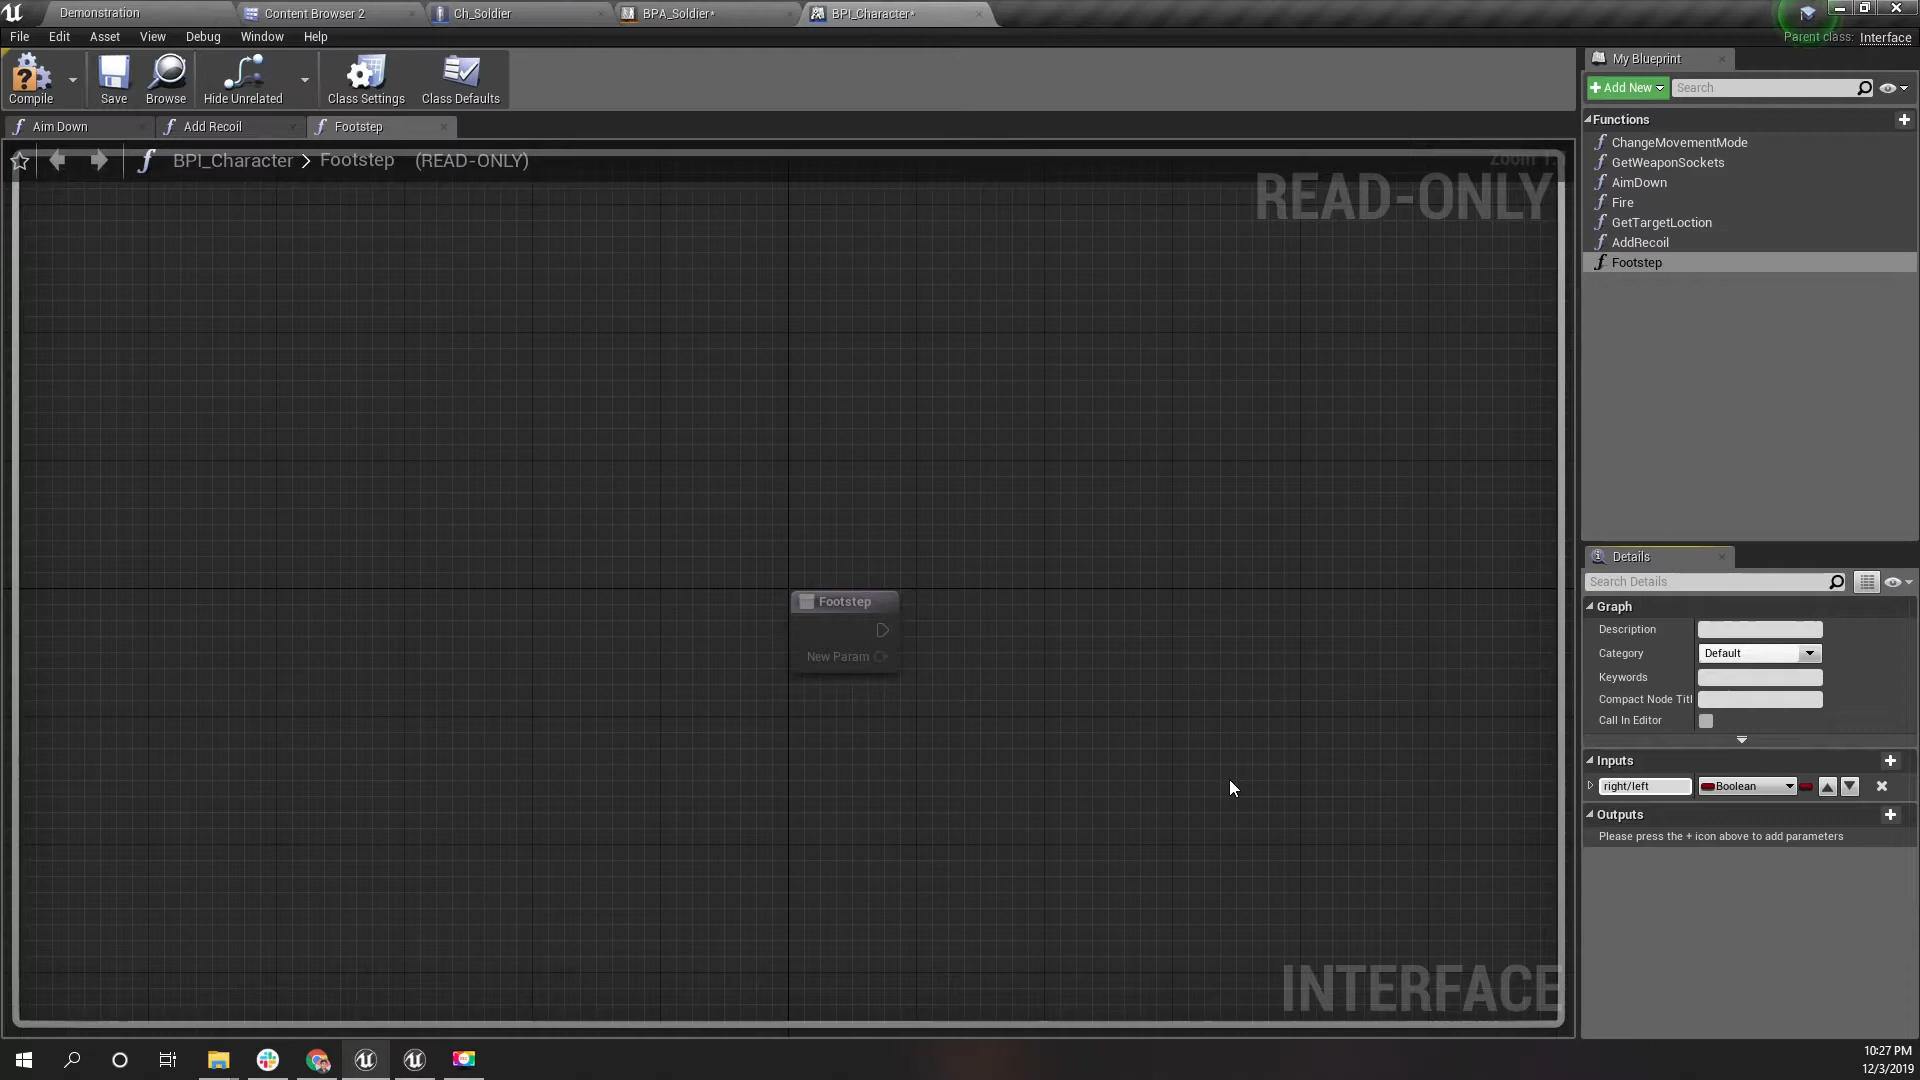 Demonstration
Content Browser 2
Ch_Soldier
BPA_Soldier*
BPI_Character*
File Edit Asset View Debug Window Help
Parent class: Interface
Compile
Save
Browse
Hide Unrelated
Class Settings
Class Defaults
My Blueprint
+ Add New
Search
Aim Down
Add Recoil
Footstep
BPI_Character > Footstep (READ-ONLY)
READ-ONLY
Functions
ChangeMovementMode
GetWeaponSockets
AimDown
Fire
GetTargetLoction
AddRecoil
Footstep
Footstep
New Param
Details
Search Details
Graph
Description
Category Default
Keywords
Compact Node Titl
Call In Editor
Inputs
right/left Boolean
Outputs
Please press the + icon above to add parameters
INTERFACE
10:27 PM
12/3/2019